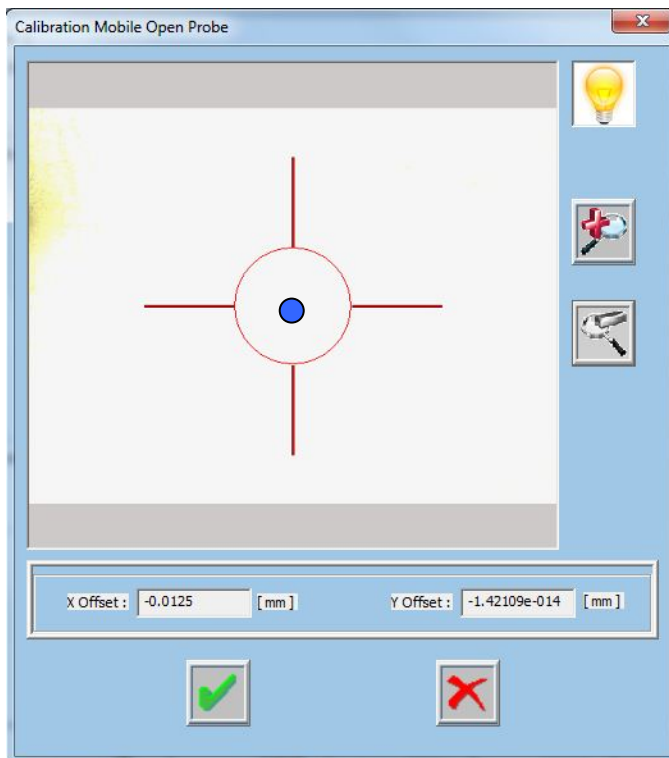 Calibration Mobile Open Probe
X Offset : -0.0125 [mm] Y Offset : -1.42109e-014 [mm]